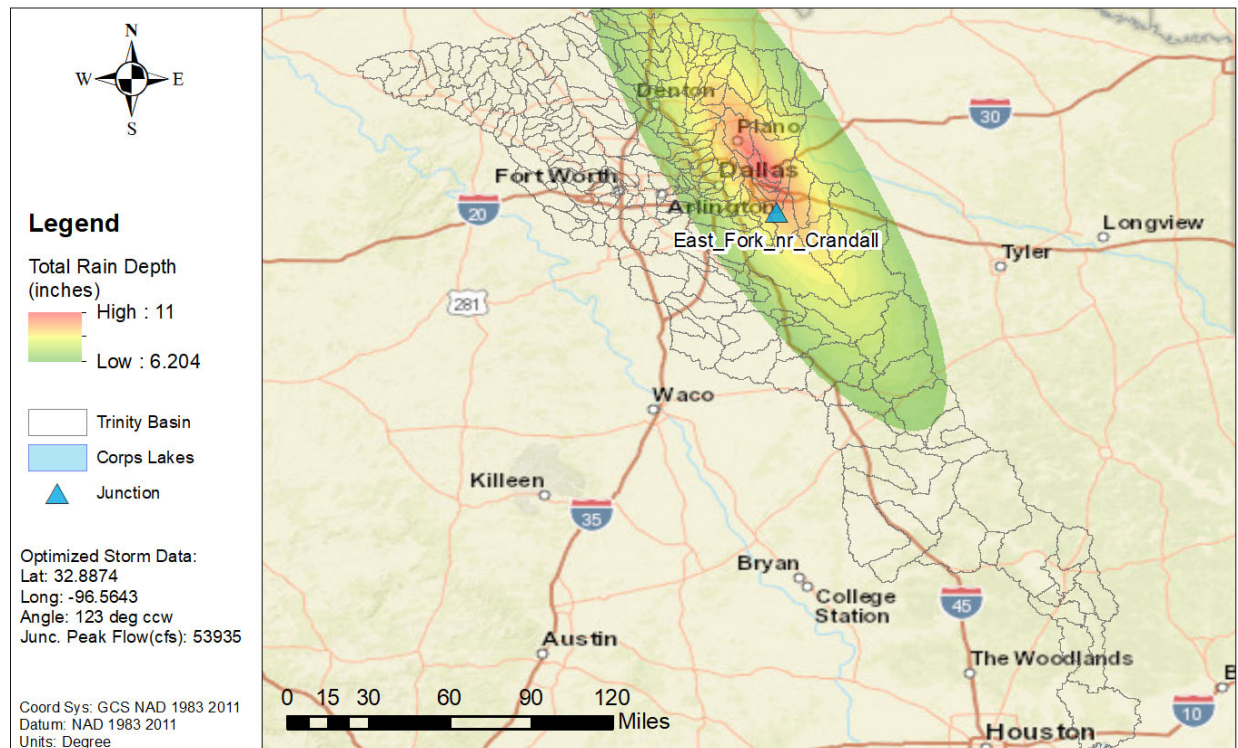 N
W
E
S
Legend
Total Rain Depth
(inches)
High : 11
Low : 6.204
Trinity Basin
Corps Lakes
Junction
Optimized Storm Data:
Lat: 32.8874
Long: -96.5643
Angle: 123 deg ccw
Junc. Peak Flow(cfs): 53935
Coord Sys: GCS NAD 1983 2011
Datum: NAD 1983 2011
Units: Degree
Denton
30
Plano
Dallas
Fort Worth
20
Arlington
Longview
East_Fork_nr_Crandall
Tyler
281
Waco
Killeen
35
Bryan
College
Station
45
Austin
The Woodlands
B
10
Houston
0 15 30 60 90 120
Miles